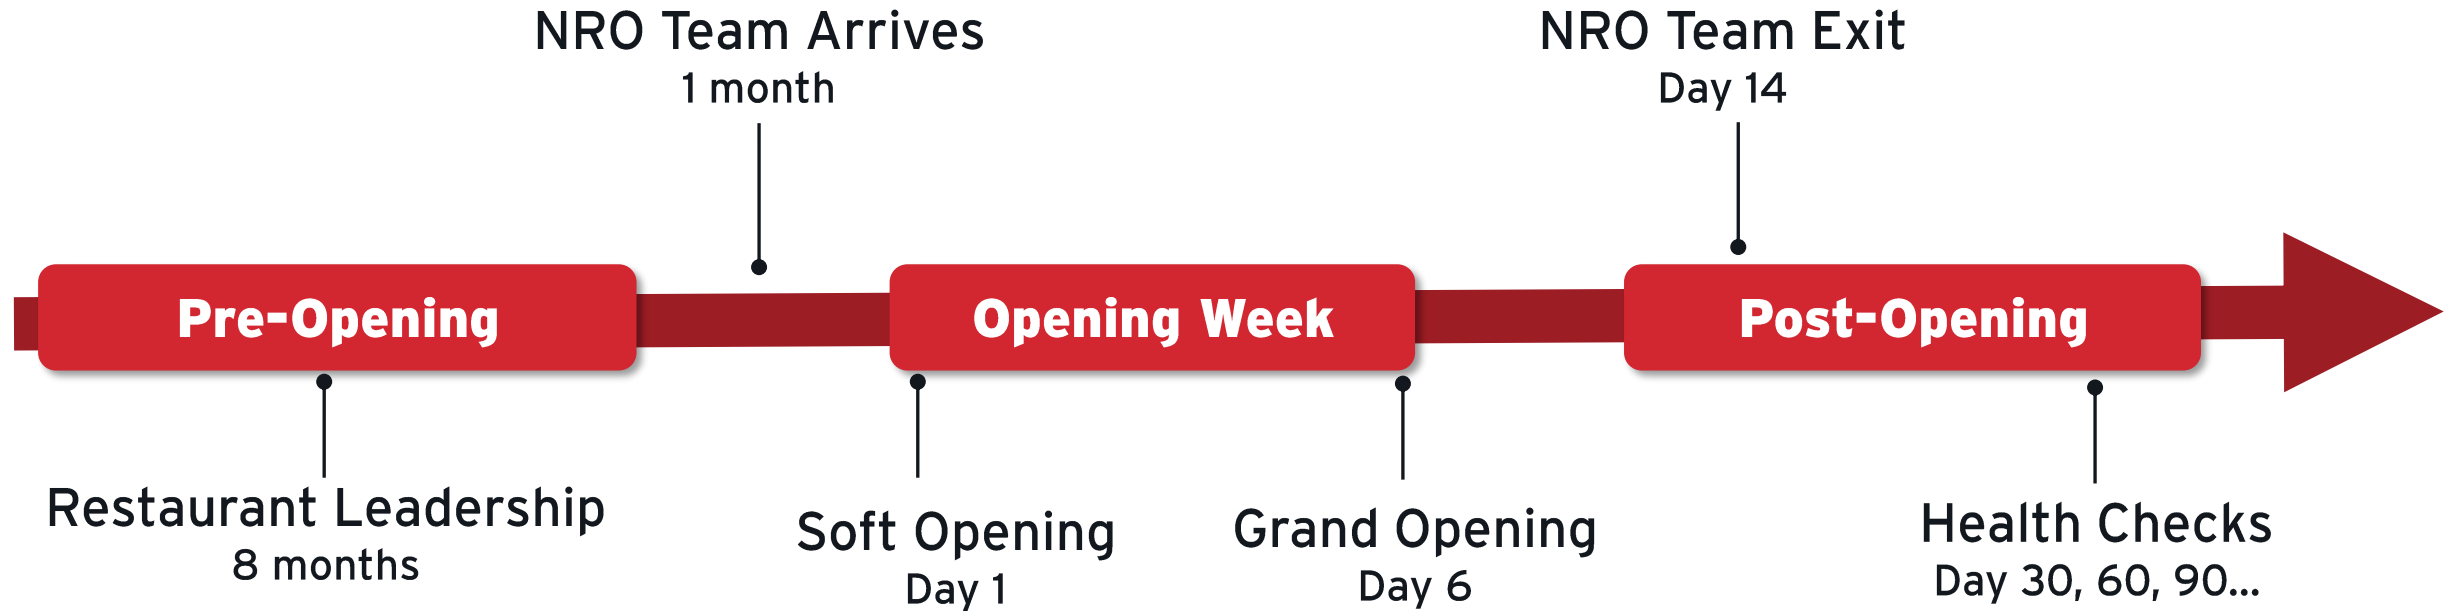 NRO Team Arrives
1 month
NRO Team Exit
Day 14
Pre-Opening
Opening Week
Post-Opening
Restaurant Leadership
8 months
Soft Opening
Day 1
Grand Opening
Day 6
Health Checks
Day 30, 60, 90...